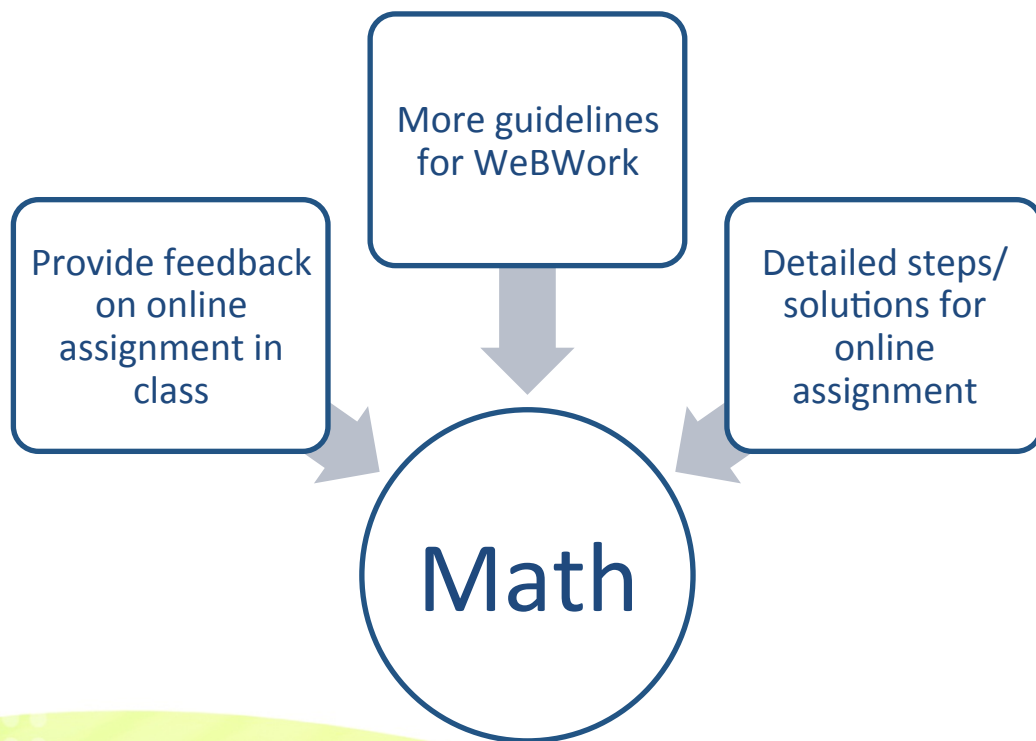 More guidelines
for WeBWork
Provide feedback
on online
assignment in
class
Detailed steps/
solutions for
online
assignment
Math